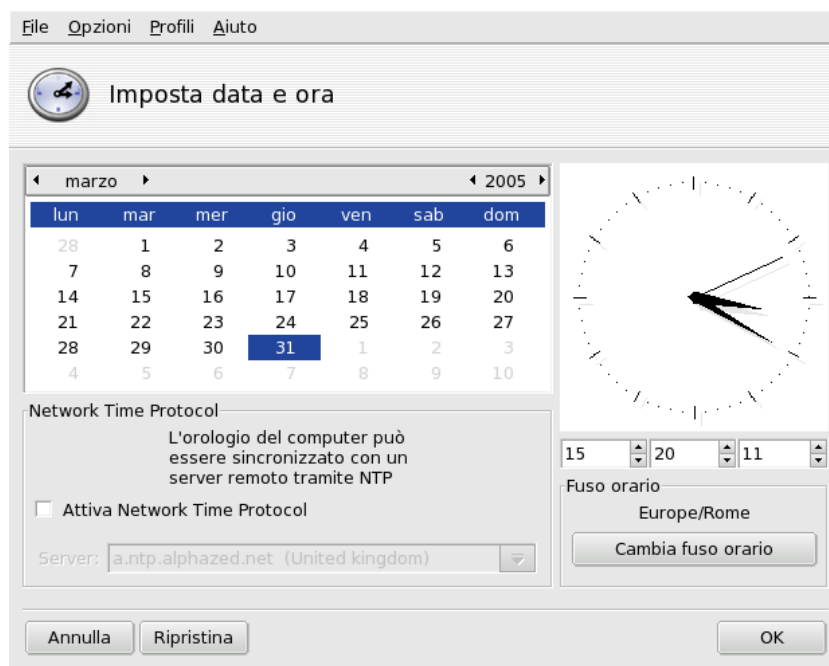 File Opzioni Profili Aiuto
Imposta data e ora
marzo 2005
lun mar mer gio ven sab dom
28 1 2 3 4 5 6
7 8 9 10 11 12 13
14 15 16 17 18 19 20
21 22 23 24 25 26 27
28 29 30 31 1 2 3
4 5 6 7 8 9 10
Network Time Protocol
L'orologio del computer può
essere sincronizzato con un
server remoto tramite NTP
Attiva Network Time Protocol
Server: a.ntp.alphazed.net (United kingdom)
15 20 11
Fuso orario
Europe/Rome
Cambia fuso orario
Annulla Ripristina OK